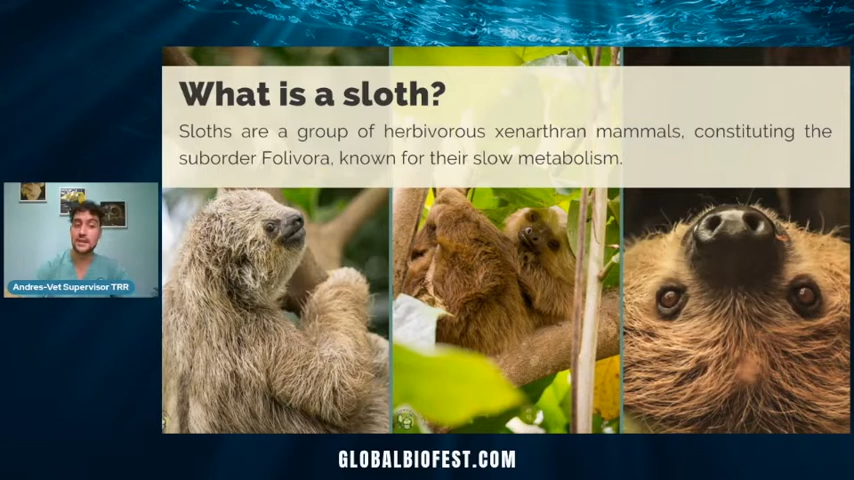 What is a sloth?
Sloths are a group of herbivorous xenarthran mammals, constituting the
suborder Folivora, known for their slow metabolism.
Andres-Vet Supervisor TRR
GLOBALBIOFEST.COM